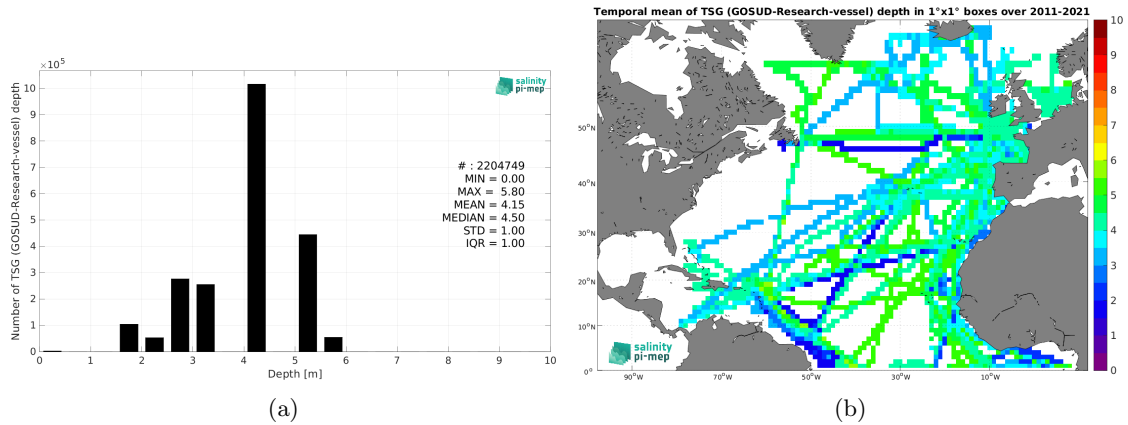 ×10⁵
Number of TSG (GOSUD-Research-vessel) depth
10
9
8
7
6
5
4
3
2
1
0
0 1 2 3 4 5 6 7 8 9 10
Depth [m]
salinity
pi-mep
# : 2204749
MIN = 0.00
MAX = 5.80
MEAN = 4.15
MEDIAN = 4.50
STD = 1.00
IQR = 1.00
(a)
Temporal mean of TSG (GOSUD-Research-vessel) depth in 1°x1° boxes over 2011-2021
50°N
40°N
30°N
20°N
10°N
0°
90°W 70°W 50°W 30°W 10°W
salinity
pi-mep
10
9
8
7
6
5
4
3
2
1
0
(b)